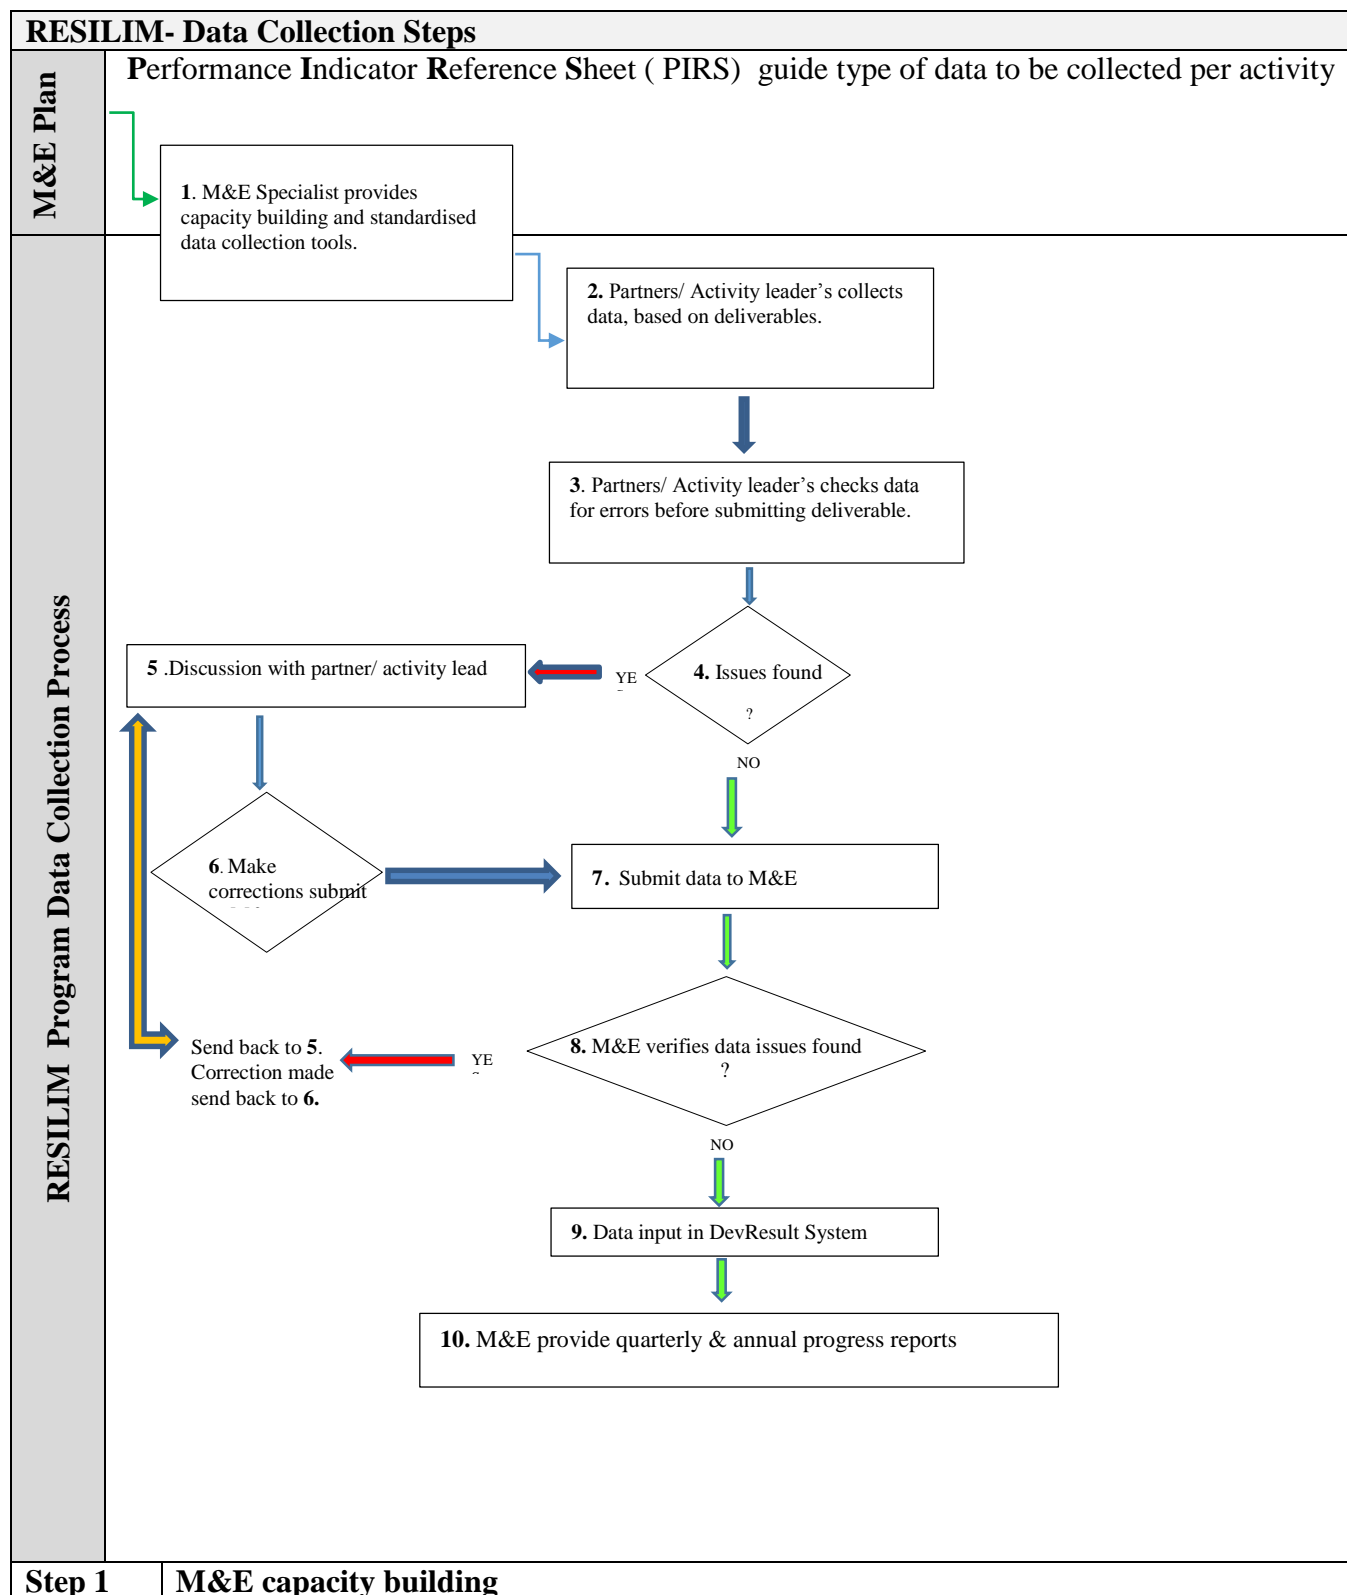 RESILIM- Data Collection Steps
M&E Plan
Performance Indicator Reference Sheet ( PIRS) guide type of data to be collected per activity
1. M&E Specialist provides
capacity building and standardised
data collection tools.
RESILIM Program Data Collection Process
2. Partners/ Activity leader’s collects
data, based on deliverables.
3. Partners/ Activity leader’s checks data
for errors before submitting deliverable.
4. Issues found
?
YE
5 .Discussion with partner/ activity lead
NO
6. Make
corrections submit
7. Submit data to M&E
8. M&E verifies data issues found
?
YE
Send back to 5.
Correction made
send back to 6.
NO
9. Data input in DevResult System
10. M&E provide quarterly & annual progress reports
Step 1
M&E capacity building